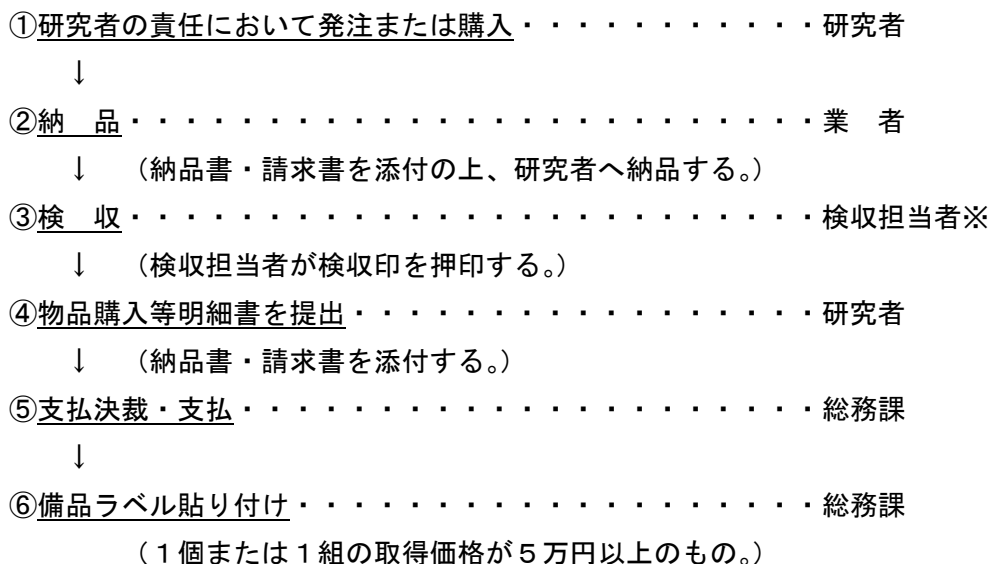 ①研究者の責任において発注または購入・・・・・・・・・・・研究者
↓
②納　品・・・・・・・・・・・・・・・・・・・・・・・・・業　者
↓　（納品書・請求書を添付の上、研究者へ納品する。）
③検　収・・・・・・・・・・・・・・・・・・・・・・・・・検収担当者※
↓　（検収担当者が検収印を押印する。）
④物品購入等明細書を提出・・・・・・・・・・・・・・・・・研究者
↓　（納品書・請求書を添付する。）
⑤支払決裁・支払・・・・・・・・・・・・・・・・・・・・・総務課
↓
⑥備品ラベル貼り付け・・・・・・・・・・・・・・・・・・・総務課
（１個または１組の取得価格が５万円以上のもの。）